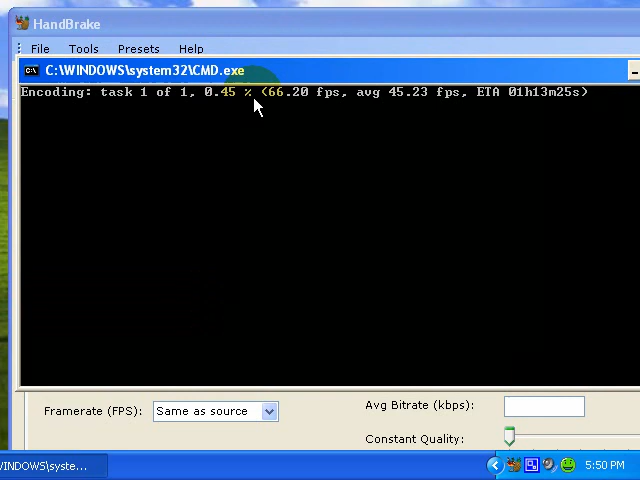 HandBrake
File Tools Presets Help
C:\WINDOWS\system32\CMD.exe
Encoding: task 1 of 1, 0.45 % (66.20 fps, avg 45.23 fps, ETA 01h13m25s)
Framerate (FPS): Same as source
Avg Bitrate (kbps):
Constant Quality:
WINDOWS\syste... 5:50 PM